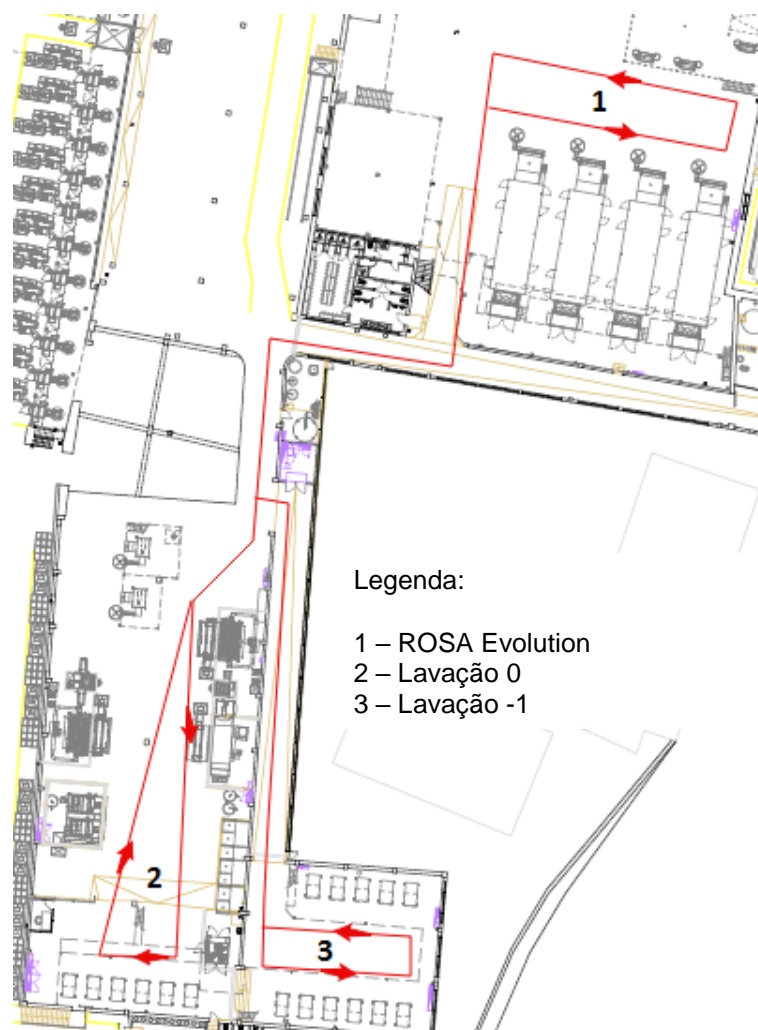 1
Legenda:
1 – ROSA Evolution
2 – Lavação 0
3 – Lavação -1
2
3